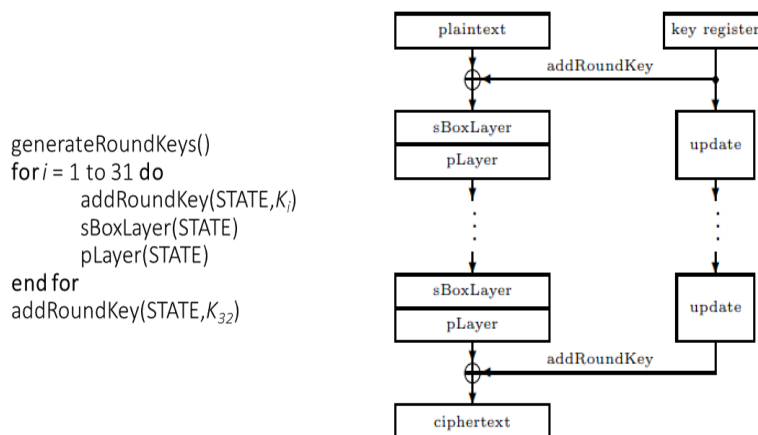 generateRoundKeys()
for i = 1 to 31 do
addRoundKey(STATE,Ki)
sBoxLayer(STATE)
pLayer(STATE)
end for
addRoundKey(STATE,K32)
plaintext
key register
addRoundKey
sBoxLayer
pLayer
update
sBoxLayer
pLayer
update
addRoundKey
ciphertext